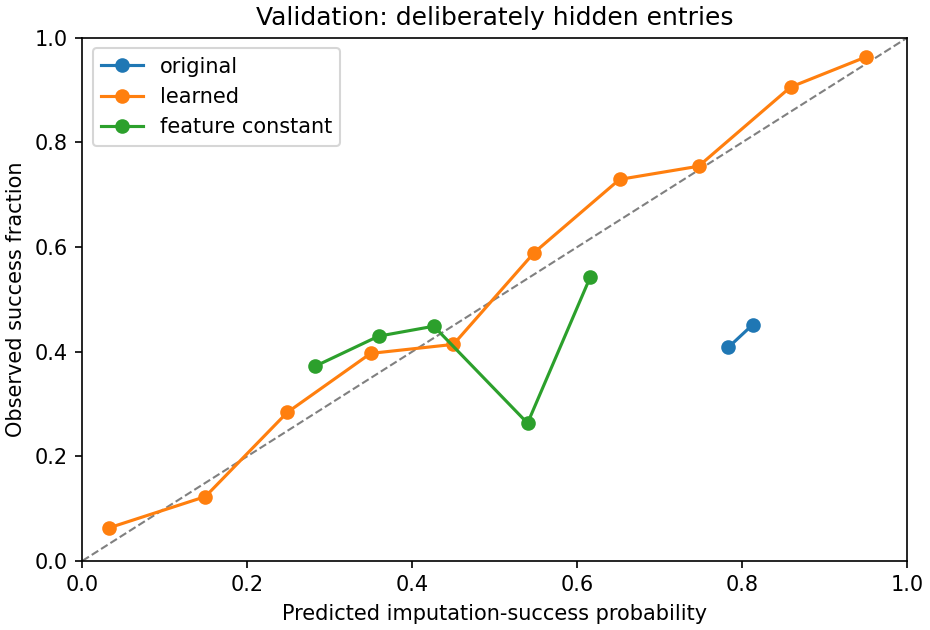 Validation: deliberately hidden entries
original
learned
feature constant
Observed success fraction
1.0
0.8
0.6
0.4
0.2
0.0
0.0 0.2 0.4 0.6 0.8 1.0
Predicted imputation-success probability